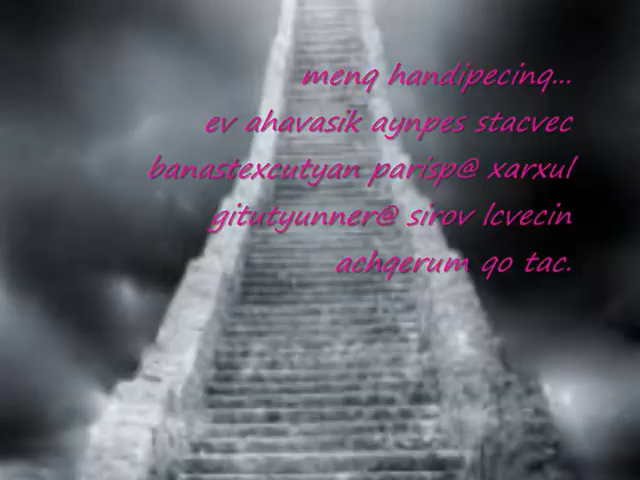 menq handipecinq...
ev ahavasik aynpes stacvec
banastexcutyan parisp@ xarxul
gitutyunner@ sirov lcvecin
achqerum qo tac.